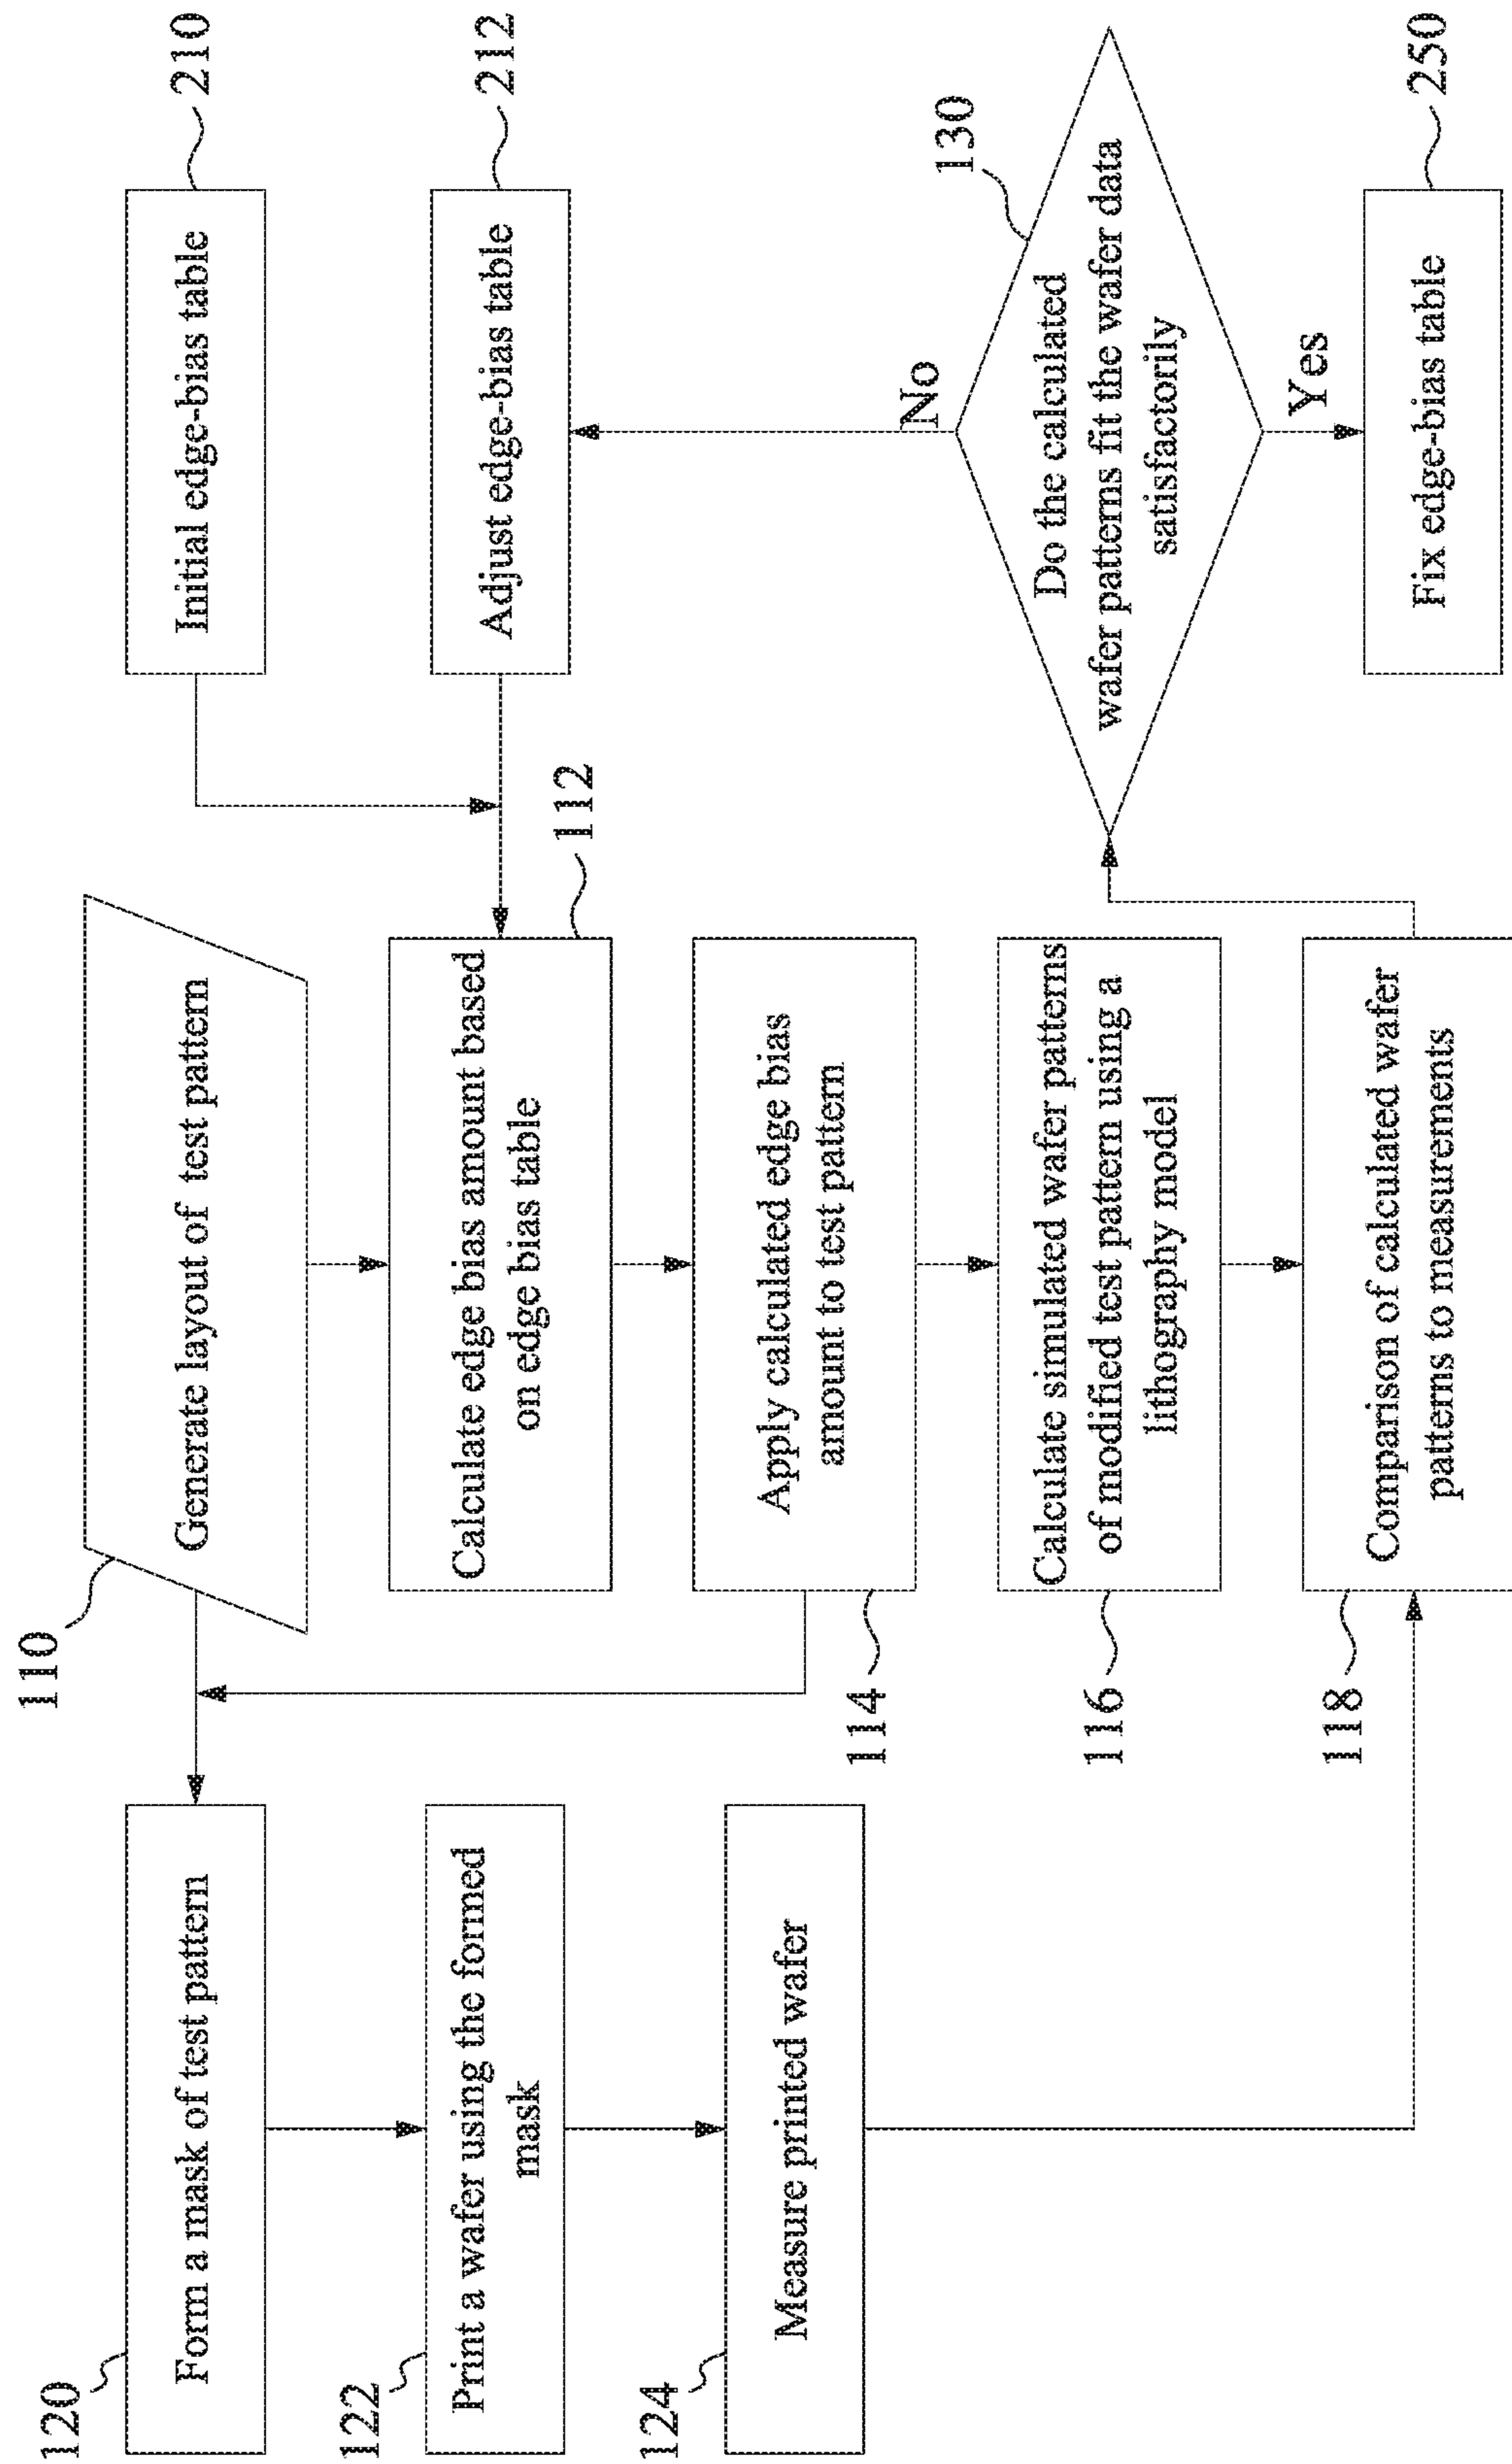 120
Form a mask of test pattern
122
Print a wafer using the formed
mask
124
Measure printed wafer
110
Generate layout of test pattern
112
Calculate edge bias amount based
on edge bias table
114
Apply calculated edge bias
amount to test pattern
116
Calculate simulated wafer patterns
of modified test pattern using a
lithography model
118
Comparison of calculated wafer
patterns to measurements
210
Initial edge-bias table
212
Adjust edge-bias table
No
130
Do the calculated
wafer patterns fit the wafer data
satisfactorily
Yes
250
Fix edge-bias table